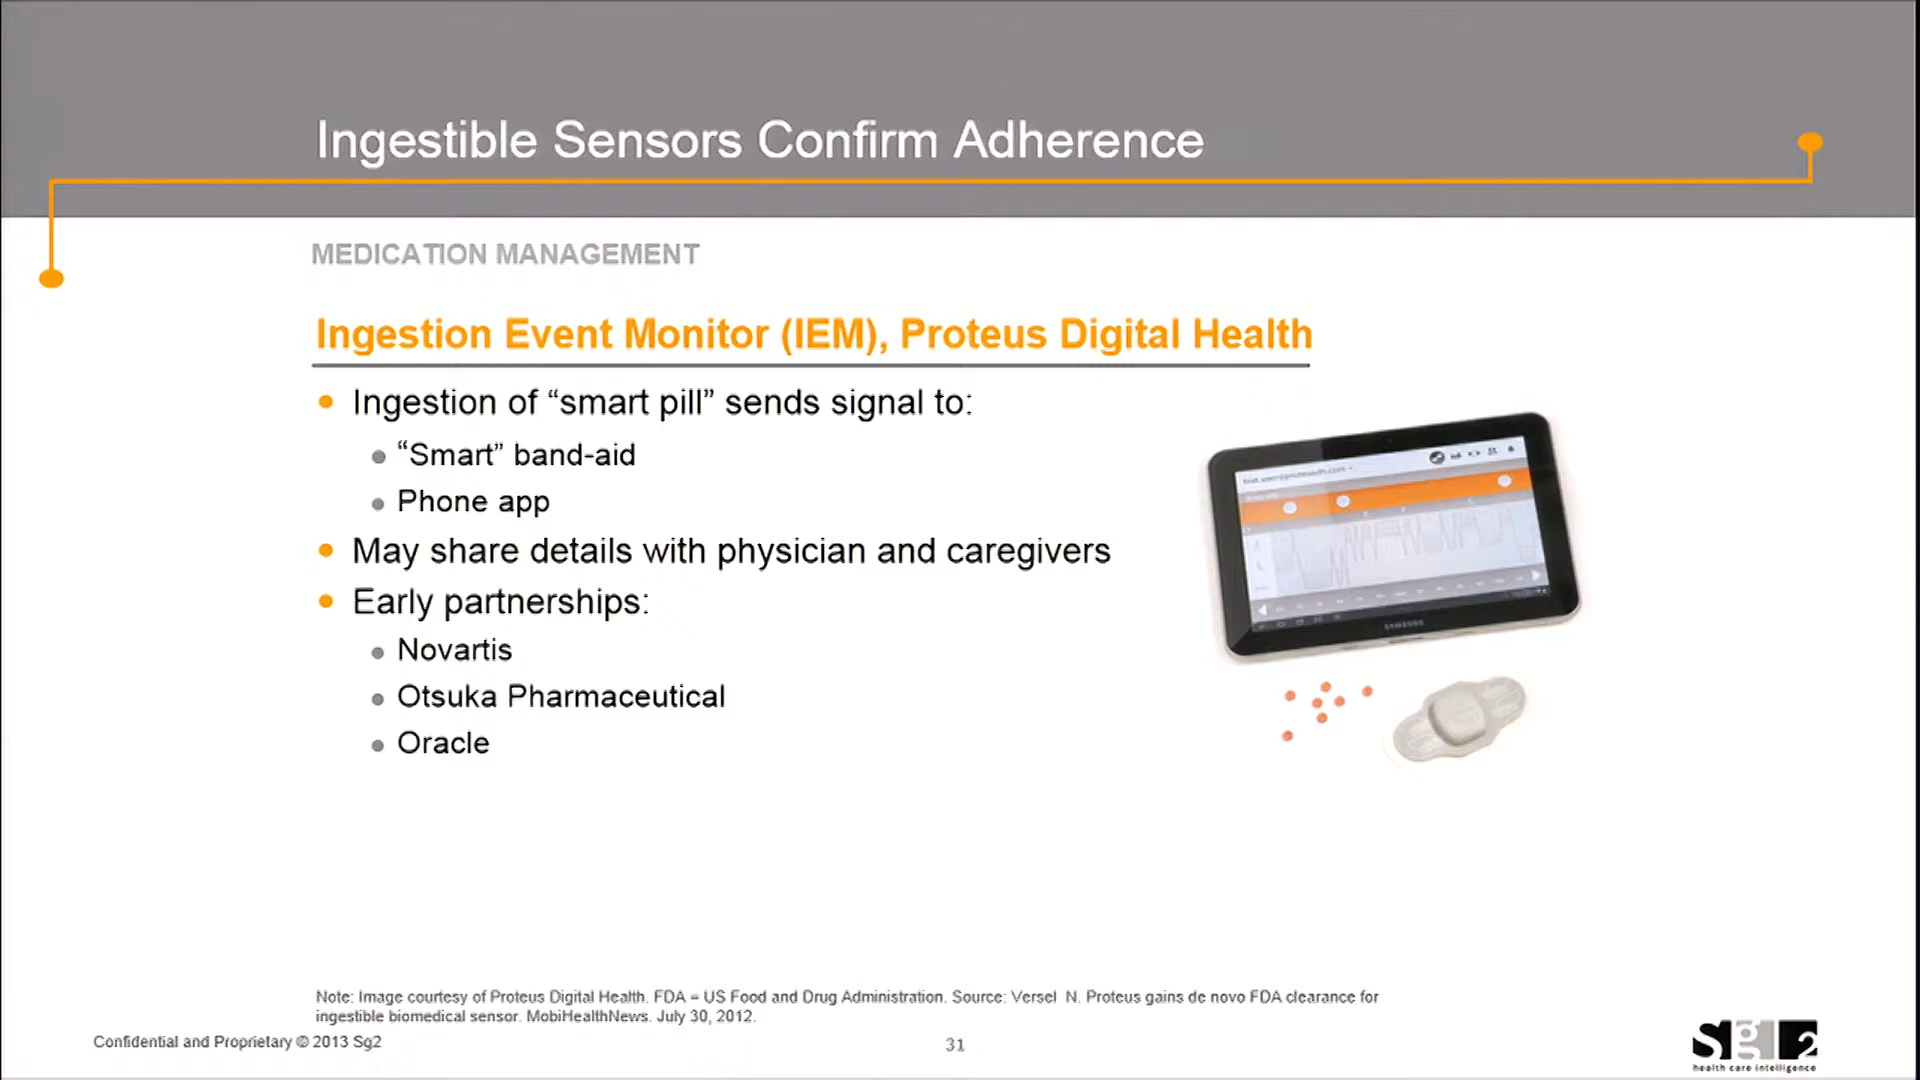 Ingestible Sensors Confirm Adherence
MEDICATION MANAGEMENT
Ingestion Event Monitor (IEM), Proteus Digital Health
Ingestion of “smart pill” sends signal to:
“Smart” band-aid
Phone app
May share details with physician and caregivers
Early partnerships:
Novartis
Otsuka Pharmaceutical
Oracle
SAMSUNG
Note: Image courtesy of Proteus Digital Health. FDA = US Food and Drug Administration. Source: Versel N. Proteus gains de novo FDA clearance for
ingestible biomedical sensor. MobiHealthNews. July 30, 2012.
Confidential and Proprietary © 2013 Sg2
31
Sg2
health care intelligence